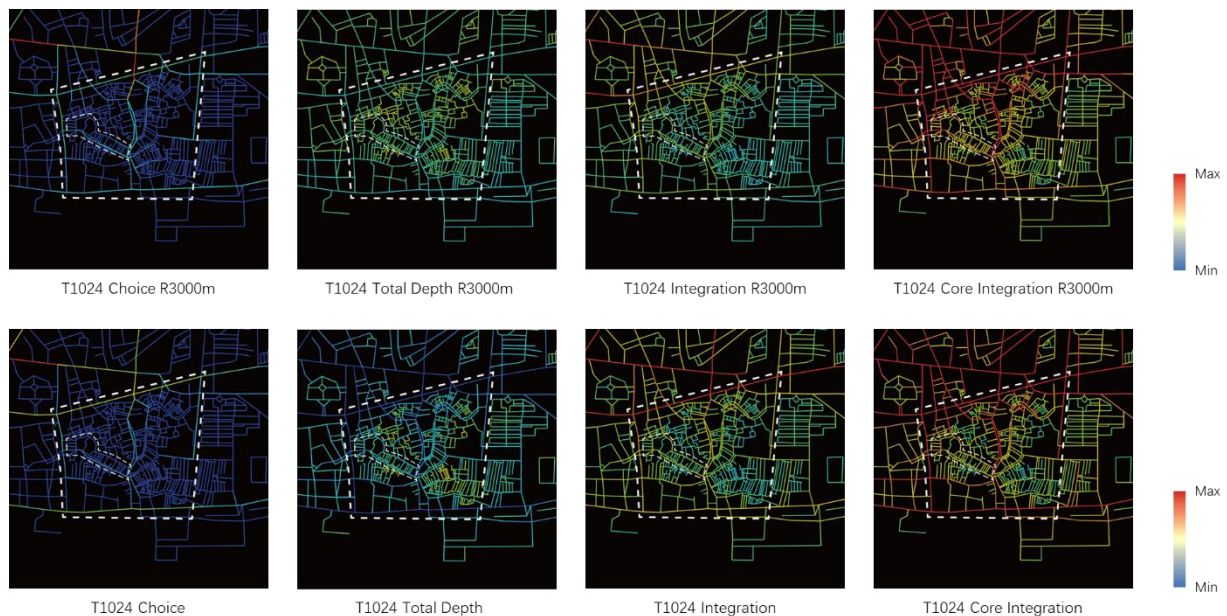 Max
Min
T1024 Choice R3000m
T1024 Total Depth R3000m
T1024 Integration R3000m
T1024 Core Integration R3000m
Max
Min
T1024 Choice
T1024 Total Depth
T1024 Integration
T1024 Core Integration